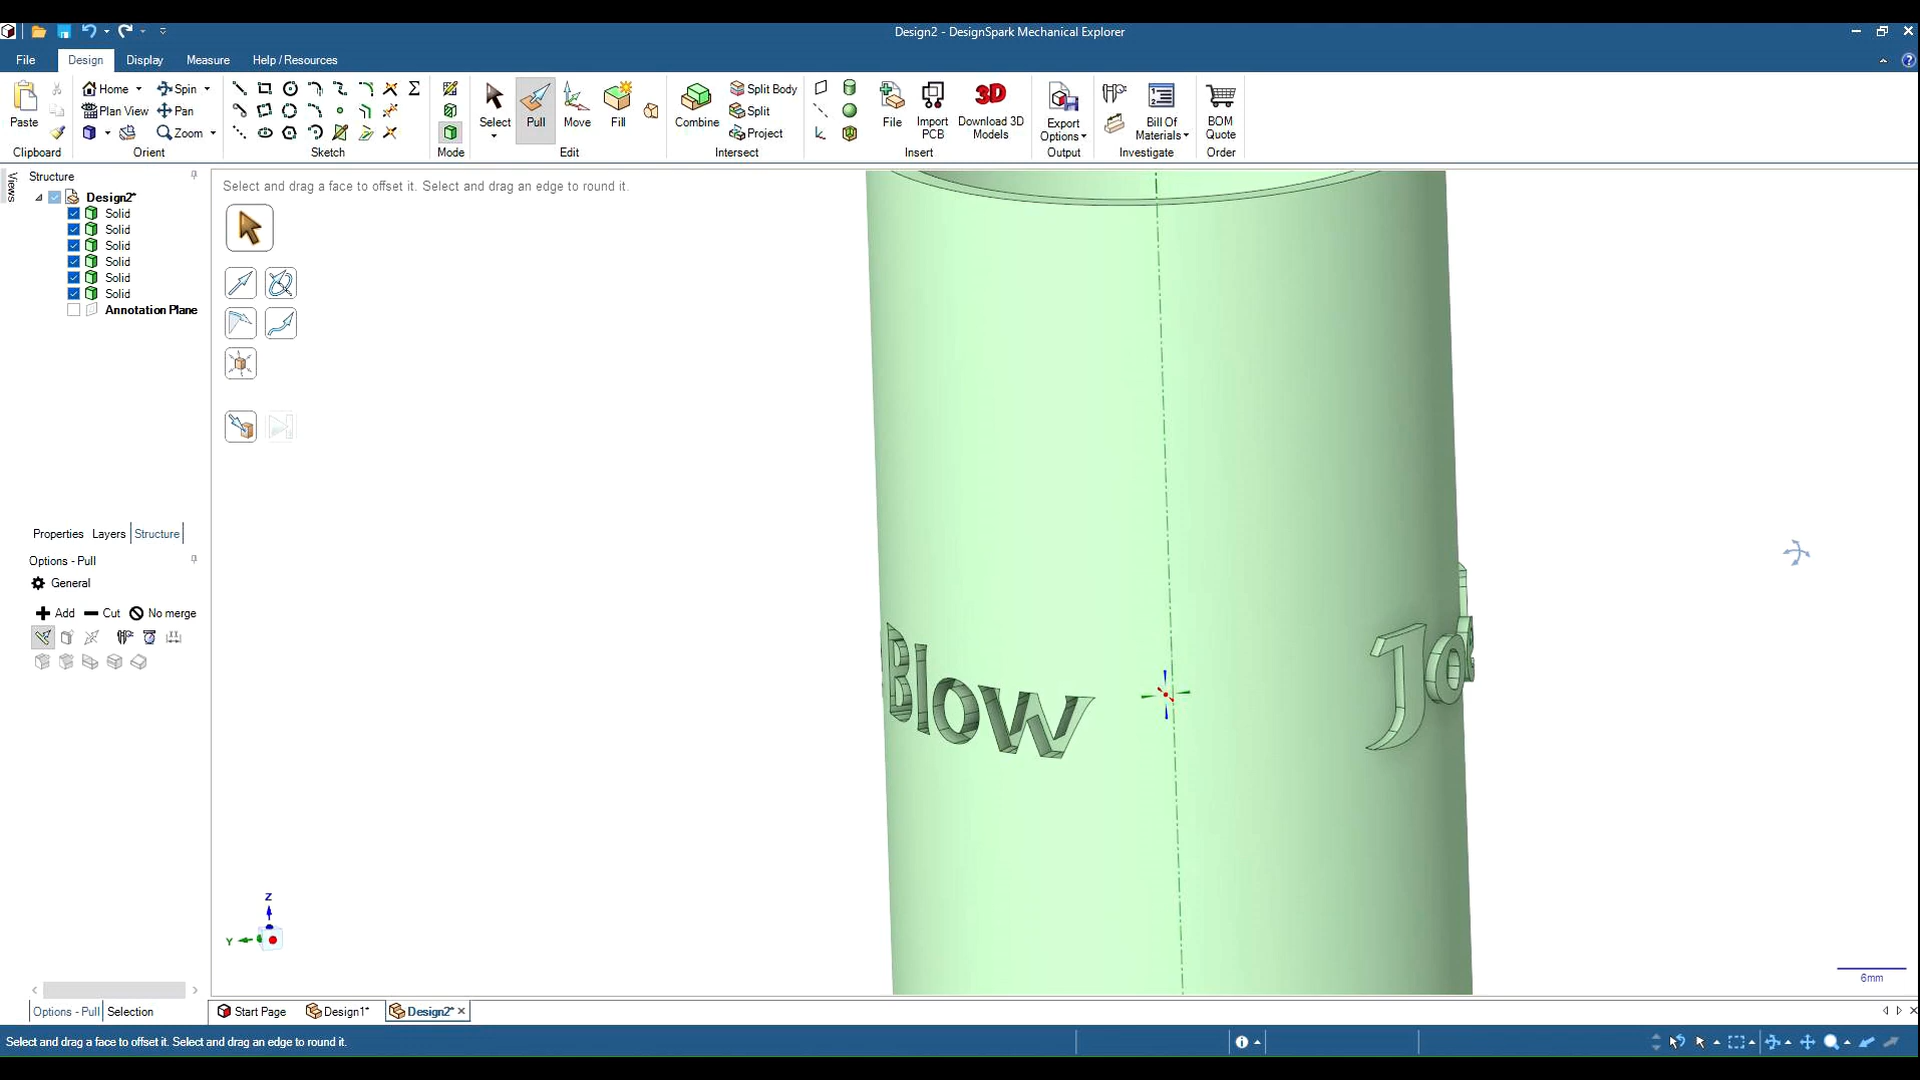 Design2 - DesignSpark Mechanical Explorer
File Design Display Measure Help / Resources
Paste
Clipboard
Home Spin
Plan View Pan
Zoom
Orient
Sketch
Mode
Select Pull Move Fill
Edit
Combine
Split Body
Split
Project
Intersect
File
Import PCB
3D
Download 3D Models
Insert
Export Options
Output
Bill Of Materials
Investigate
BOM Quote
Order
Views
Structure
Design2*
Solid
Solid
Solid
Solid
Solid
Solid
Annotation Plane
Properties Layers Structure
Options - Pull
General
Add Cut No merge
Options - Pull Selection
Select and drag a face to offset it. Select and drag an edge to round it.
Blow
Jo
Z
Y
6mm
Start Page Design1* Design2*
Select and drag a face to offset it. Select and drag an edge to round it.